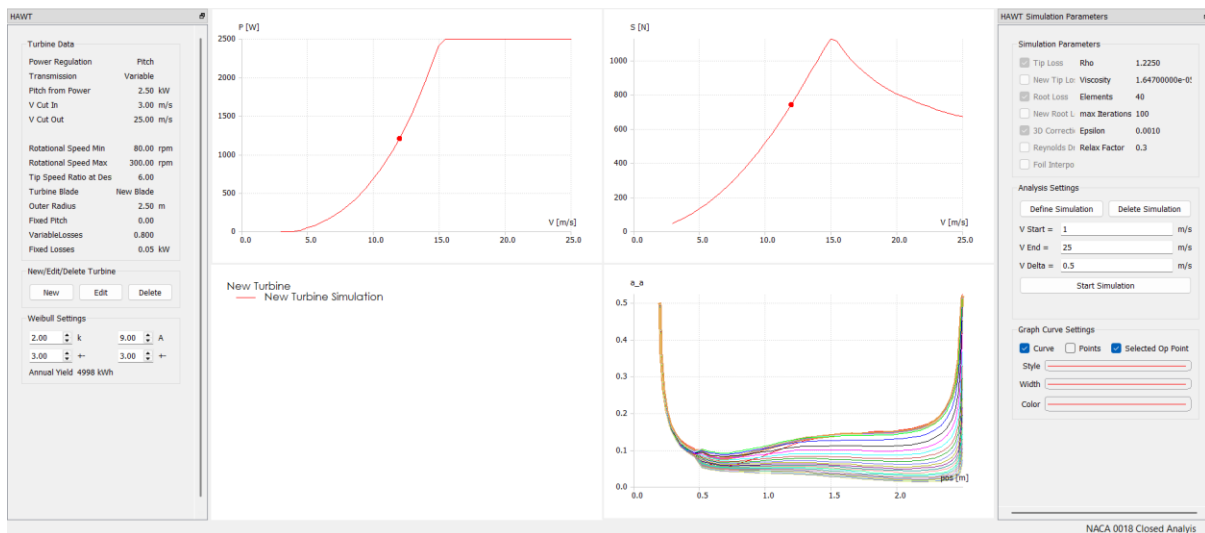 HAWT
Turbine Data
Power Regulation Pitch
Transmission Variable
Pitch from Power 2.50 kW
V Cut In 3.00 m/s
V Cut Out 25.00 m/s
Rotational Speed Min 80.00 rpm
Rotational Speed Max 300.00 rpm
Tip Speed Ratio at Des 6.00
Turbine Blade New Blade
Outer Radius 2.50 m
Fixed Pitch 0.00
VariableLosses 0.800
Fixed Losses 0.05 kW
New/Edit/Delete Turbine
New Edit Delete
Weibull Settings
2.00 k 9.00 A
3.00 +- 3.00 +-
Annual Yield 4998 kWh
P [W]
2500
2000
1500
1000
500
0
V [m/s]
0.0 5.0 10.0 15.0 20.0 25.0
S [N]
1000
800
600
400
200
0
V [m/s]
0.0 5.0 10.0 15.0 20.0 25.0
New Turbine
New Turbine Simulation
a_a
0.5
0.4
0.3
0.2
0.1
0.0
pos [m]
0.0 0.5 1.0 1.5 2.0
HAWT Simulation Parameters
Simulation Parameters
Tip Loss Rho 1.2250
New Tip Lo Viscosity 1.64700000e-0
Root Loss Elements 40
New Root L max Iterations 100
3D Correcti Epsilon 0.0010
Reynolds Dr Relax Factor 0.3
Foil Interpo
Analysis Settings
Define Simulation Delete Simulation
V Start = 1 m/s
V End = 25 m/s
V Delta = 0.5 m/s
Start Simulation
Graph Curve Settings
Curve Points Selected Op Point
Style
Width
Color
NACA 0018 Closed Analyis